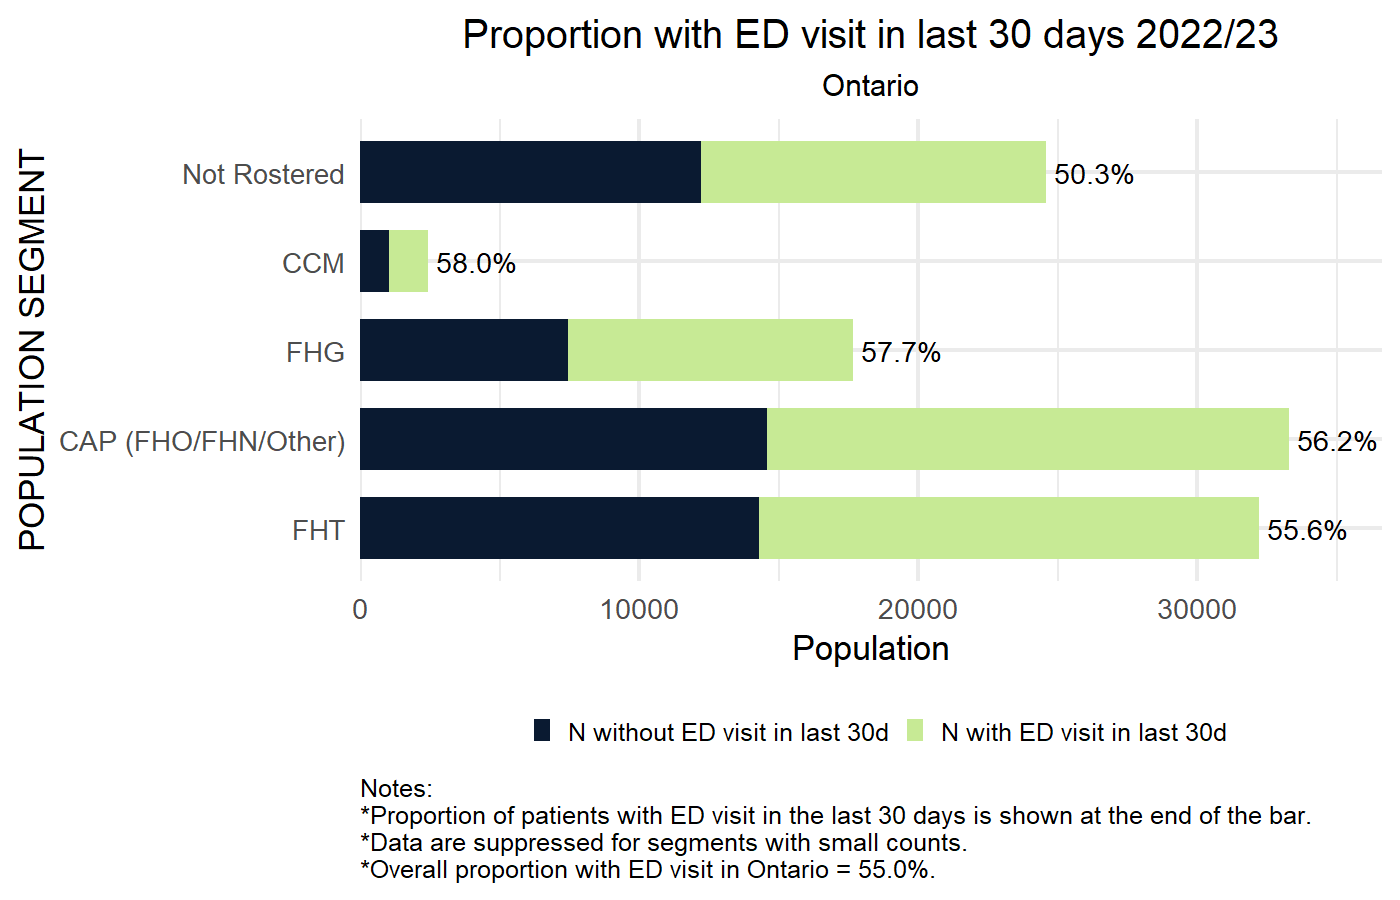 Proportion with ED visit in last 30 days 2022/23
Ontario
POPULATION SEGMENT
Not Rostered
50.3%
CCM
58.0%
FHG
57.7%
CAP (FHO/FHN/Other)
56.2%
FHT
55.6%
0 10000 20000 30000
Population
N without ED visit in last 30d N with ED visit in last 30d
Notes:
*Proportion of patients with ED visit in the last 30 days is shown at the end of the bar.
*Data are suppressed for segments with small counts.
*Overall proportion with ED visit in Ontario = 55.0%.